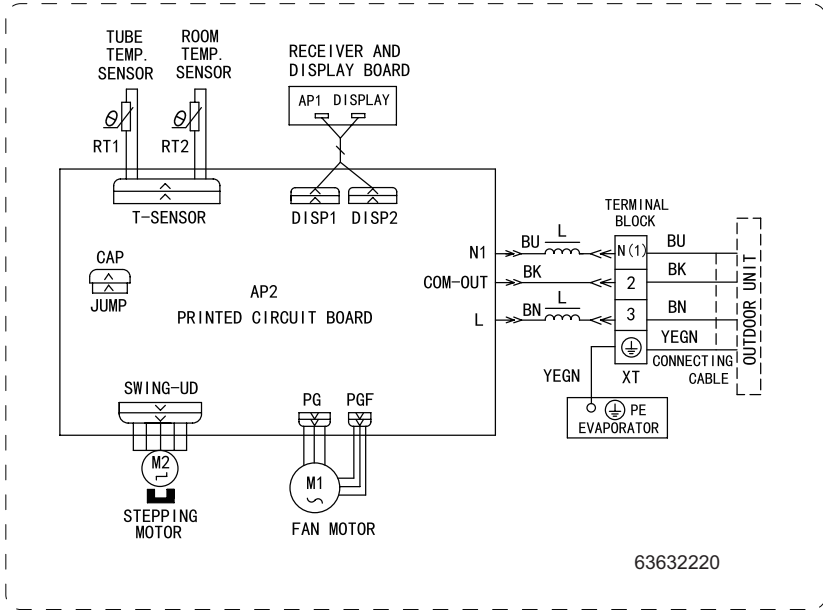 TUBE
TEMP.
SENSOR
ROOM
TEMP.
SENSOR
RECEIVER AND
DISPLAY BOARD
AP1 DISPLAY
θ
θ
RT1
RT2
T-SENSOR
DISP1
DISP2
TERMINAL
BLOCK
N1
BU
L
N(1)
BU
COM-OUT
BK
2
BK
L
BN
L
3
BN
YEGN
CONNECTING
CABLE
OUTDOOR UNIT
XT
YEGN
PE
EVAPORATOR
CAP
JUMP
AP2
PRINTED CIRCUIT BOARD
SWING-UD
PG
PGF
M2
M1
STEPPING
MOTOR
FAN MOTOR
63632220